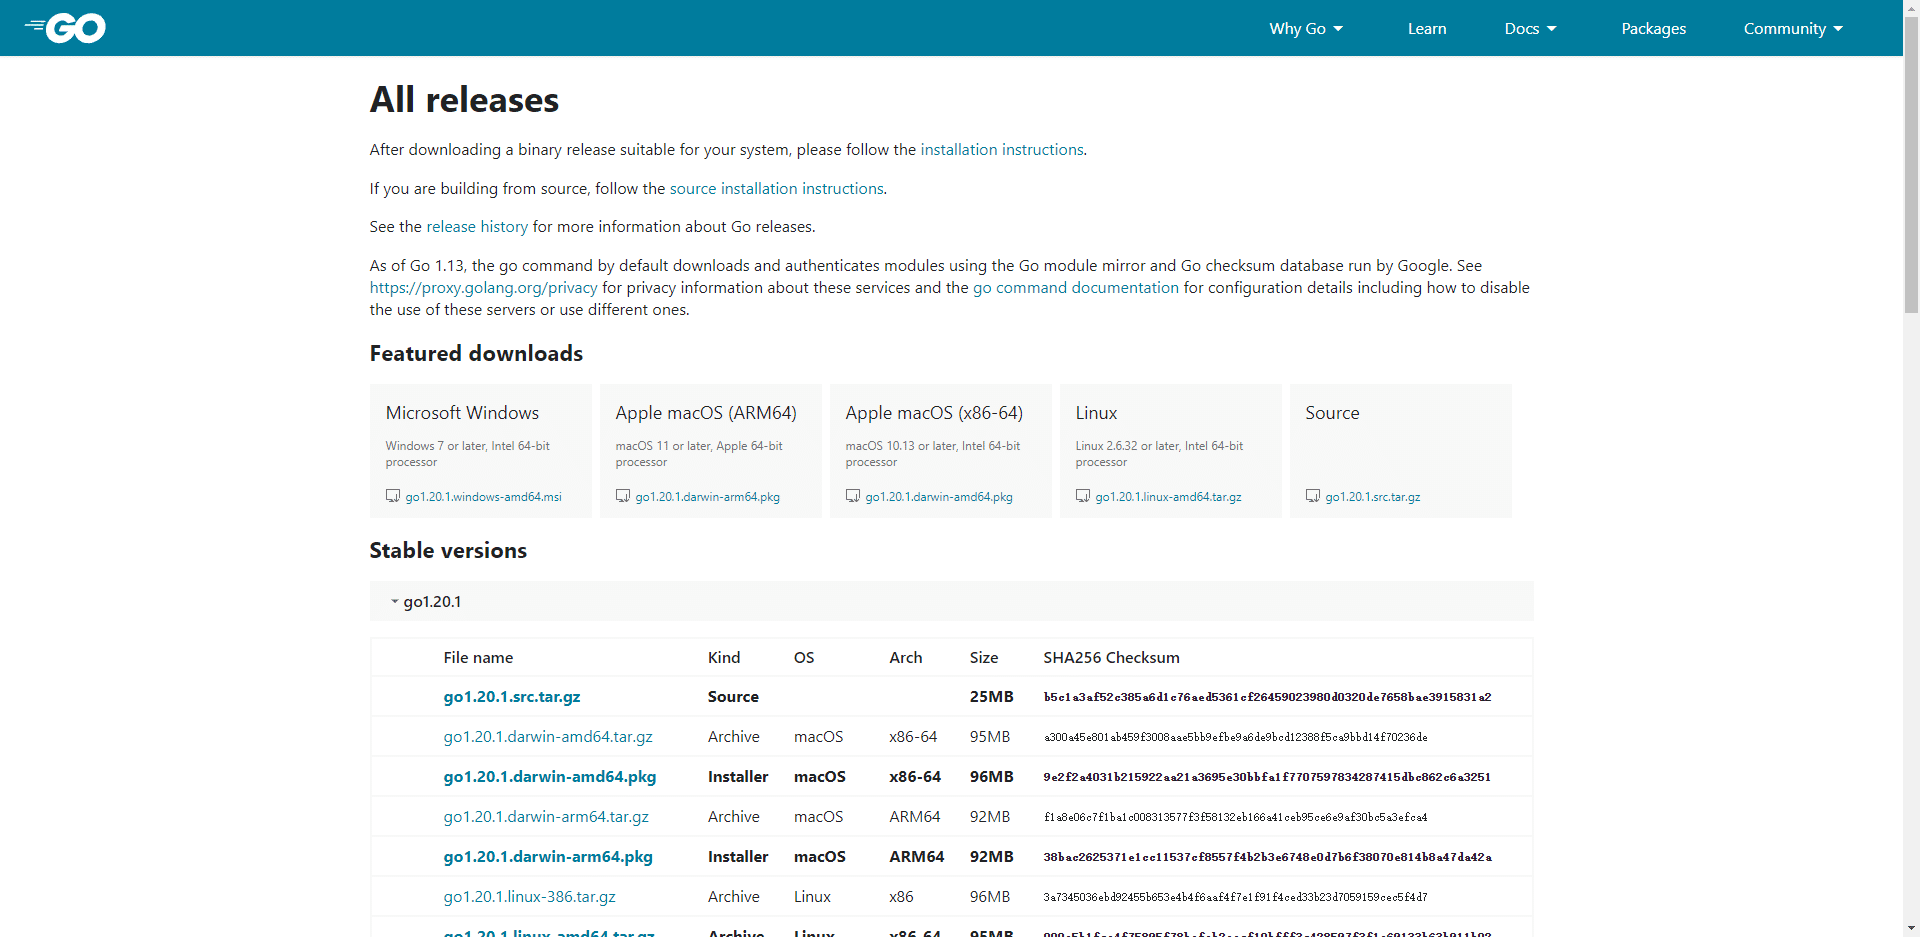 GO
Why Go
Learn
Docs
Packages
Community
All releases
After downloading a binary release suitable for your system, please follow the installation instructions.
If you are building from source, follow the source installation instructions.
See the release history for more information about Go releases.
As of Go 1.13, the go command by default downloads and authenticates modules using the Go module mirror and Go checksum database run by Google. See
https://proxy.golang.org/privacy for privacy information about these services and the go command documentation for configuration details including how to disable
the use of these servers or use different ones.
Featured downloads
Microsoft Windows
Windows 7 or later, Intel 64-bit
processor
go1.20.1.windows-amd64.msi
Apple macOS (ARM64)
macOS 11 or later, Apple 64-bit
processor
go1.20.1.darwin-arm64.pkg
Apple macOS (x86-64)
macOS 10.13 or later, Intel 64-bit
processor
go1.20.1.darwin-amd64.pkg
Linux
Linux 2.6.32 or later, Intel 64-bit
processor
go1.20.1.linux-amd64.tar.gz
Source
go1.20.1.src.tar.gz
Stable versions
go1.20.1
File name Kind OS Arch Size SHA256 Checksum
go1.20.1.src.tar.gz Source 25MB b5c1a3af52c385a6d1c76aed5361cf26459023980d0320de7658bae3915831a2
go1.20.1.darwin-amd64.tar.gz Archive macOS x86-64 95MB a300a45e801ab459f3008aae5bb9efbe9a6de9bcd12388f5ca9bbd14f70236de
go1.20.1.darwin-amd64.pkg Installer macOS x86-64 96MB 9e2f2a4031b215922aa21a3695e30bbfa1f7707597834287415dbc862c6a3251
go1.20.1.darwin-arm64.tar.gz Archive macOS ARM64 92MB f1a8e06c7f1ba1c008313577f3f58132eb166a41ceb95ce6e9af30bc5a3efca4
go1.20.1.darwin-arm64.pkg Installer macOS ARM64 92MB 38bac2625371e1cc11537cf8557f4b2b3e6748e0d7b6f38070e814b8a47da42a
go1.20.1.linux-386.tar.gz Archive Linux x86 96MB 3a7345036ebd92455b653e4b4f6aaf4f7e1f91f4ced33b23d7059159cec5f4d7
go1.20.1.linux-amd64.tar.gz Archive Linux x86-64 95MB